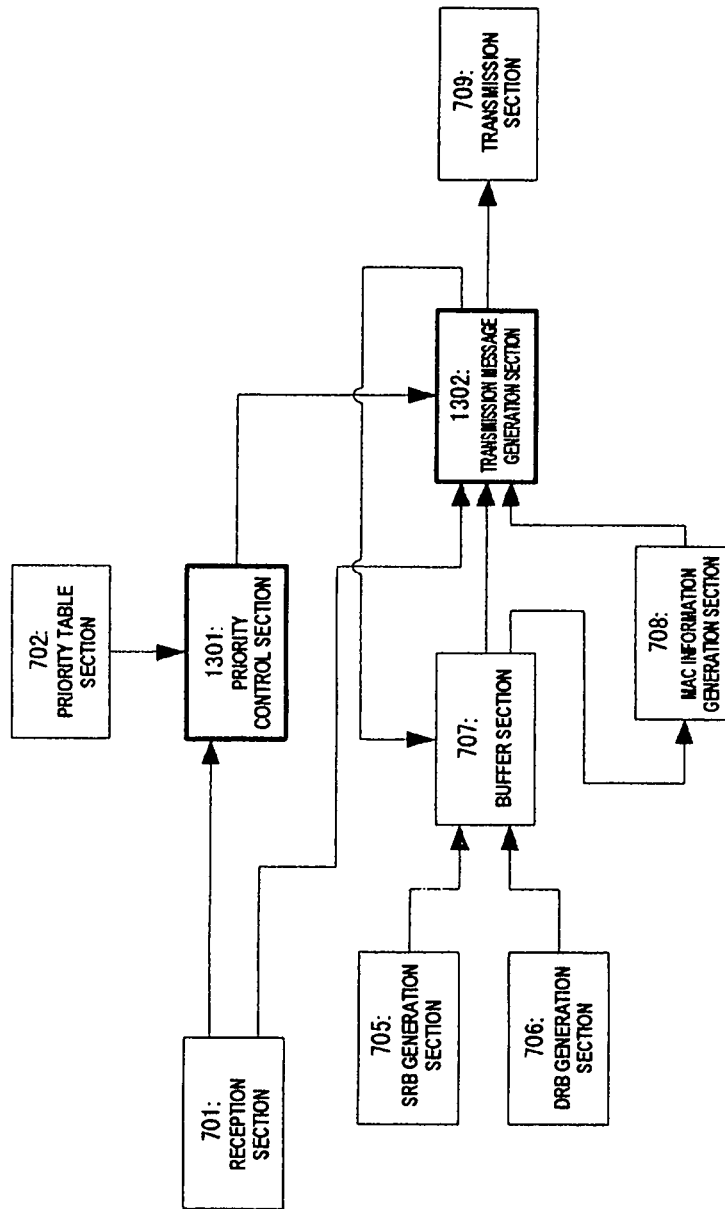 701:
RECEPTION
SECTION
702:
PRIORITY TABLE
SECTION
1301:
PRIORITY
CONTROL SECTION
705:
SRB GENERATION
SECTION
706:
DRB GENERATION
SECTION
707:
BUFFER SECTION
708:
MAC INFORMATION
GENERATION SECTION
1302:
TRANSMISSION MESSAGE
GENERATION SECTION
709:
TRANSMISSION
SECTION